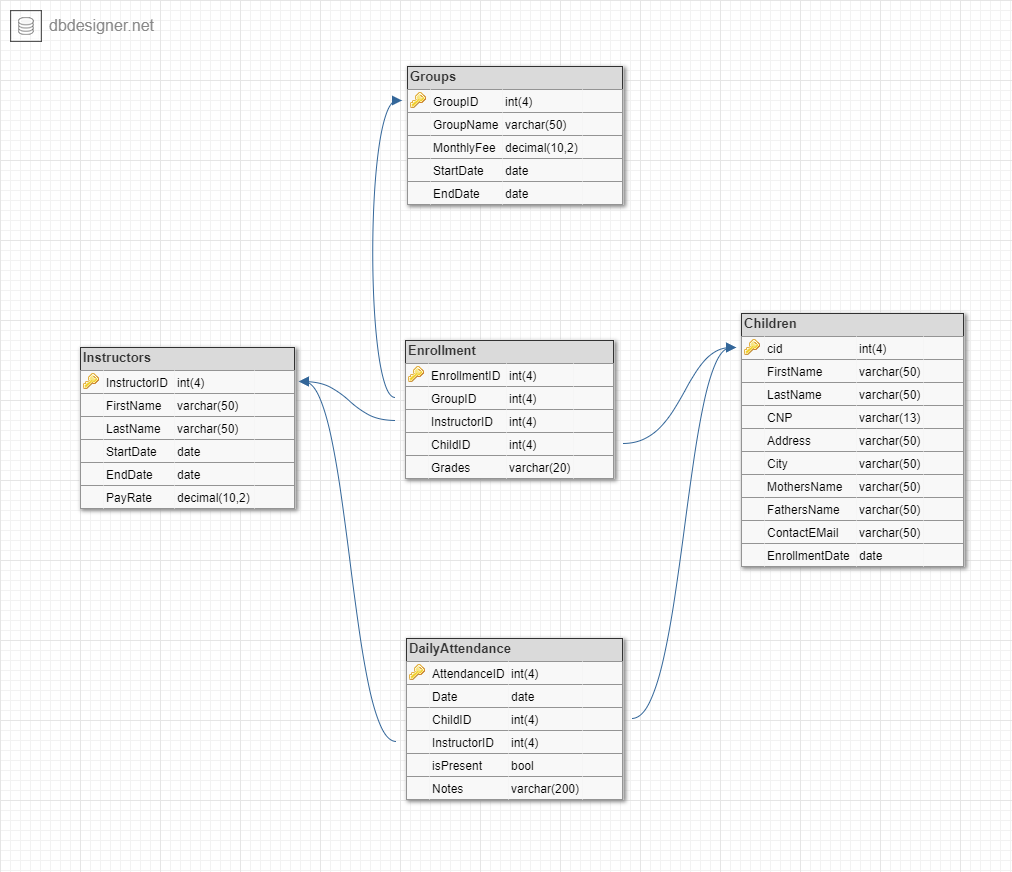 dbdesigner.net
Groups
GroupID int(4)
GroupName varchar(50)
MonthlyFee decimal(10,2)
StartDate date
EndDate date
Instructors
InstructorID int(4)
FirstName varchar(50)
LastName varchar(50)
StartDate date
EndDate date
PayRate decimal(10,2)
Enrollment
EnrollmentID int(4)
GroupID int(4)
InstructorID int(4)
ChildID int(4)
Grades varchar(20)
Children
cid int(4)
FirstName varchar(50)
LastName varchar(50)
CNP varchar(13)
Address varchar(50)
City varchar(50)
MothersName varchar(50)
FathersName varchar(50)
ContactEMail varchar(50)
EnrollmentDate date
DailyAttendance
AttendanceID int(4)
Date date
ChildID int(4)
InstructorID int(4)
isPresent bool
Notes varchar(200)